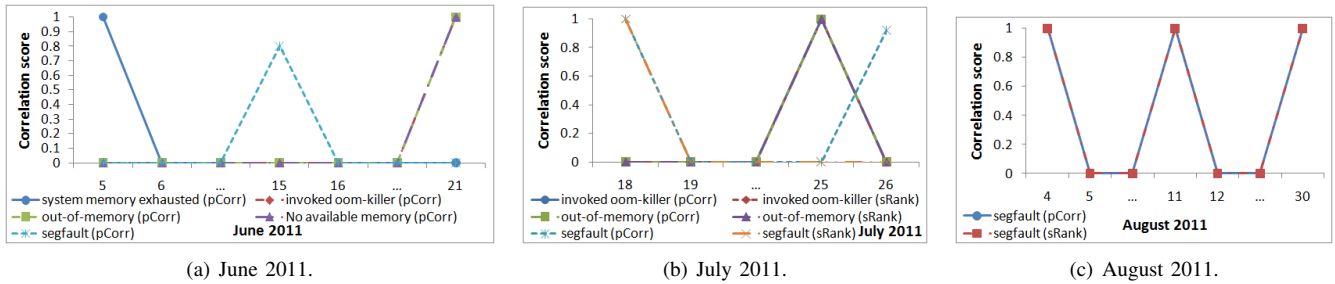 Correlation score
1
0.9
0.8
0.7
0.6
0.5
0.4
0.3
0.2
0.1
0
5 6 ... 15 16 ... 21
system memory exhausted (pCorr) invoked oom-killer (pCorr)
out-of-memory (pCorr) No available memory (pCorr)
segfault (pCorr)
June 2011
(a) June 2011.
Correlation score
1
0.8
0.6
0.4
0.2
0
18 19 ... 25 26
invoked oom-killer (pCorr) invoked oom-killer (sRank)
out-of-memory (pCorr) out-of-memory (sRank)
segfault (pCorr) segfault (sRank)
July 2011
(b) July 2011.
Correlation score
1
0.8
0.6
0.4
0.2
0
4 5 ... 11 12 ... 30
segfault (pCorr)
segfault (sRank)
August 2011
(c) August 2011.